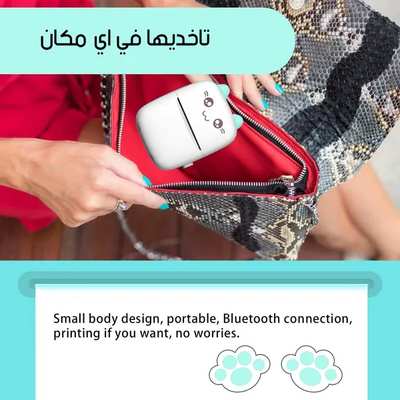 تاخديها في اي مكان
Small body design, portable, Bluetooth connection,
printing if you want, no worries.